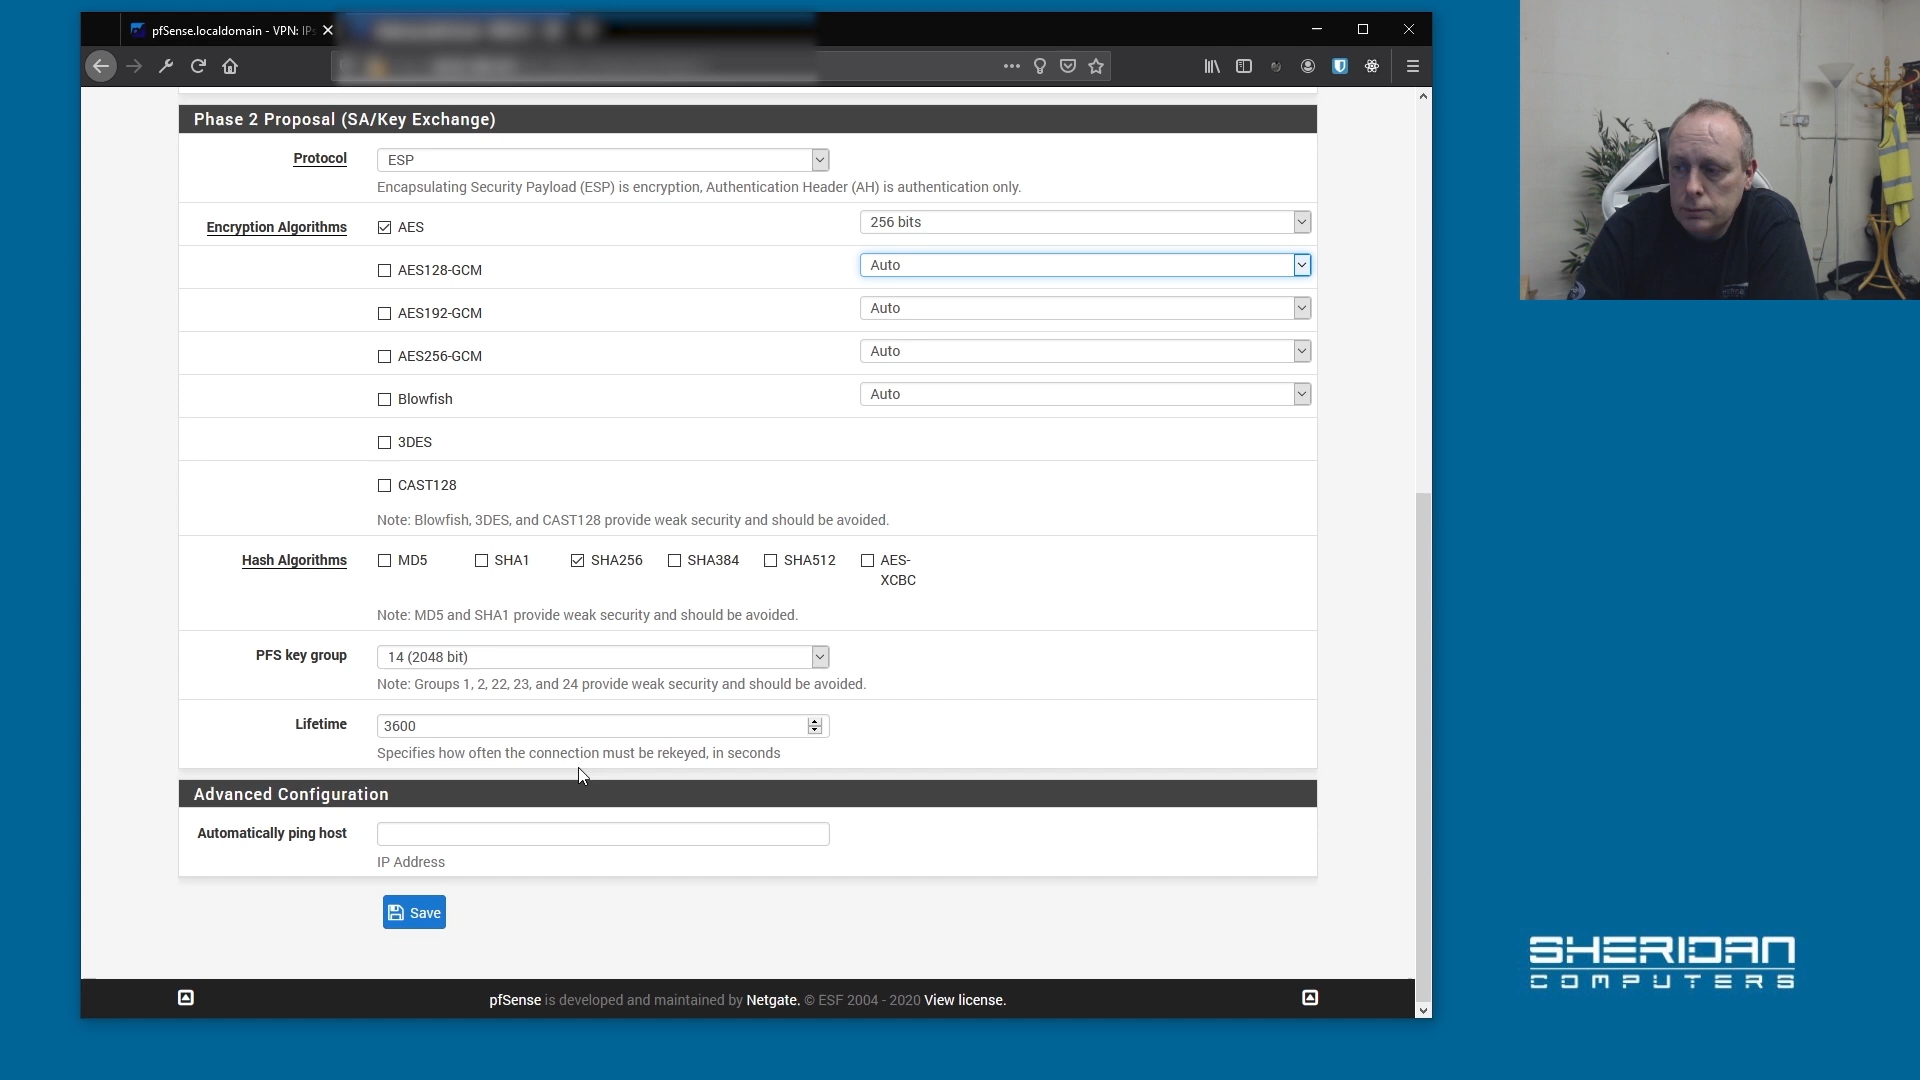 pfSense.localdomain - VPN: IPs
Phase 2 Proposal (SA/Key Exchange)
Protocol
ESP
Encapsulating Security Payload (ESP) is encryption, Authentication Header (AH) is authentication only.
Encryption Algorithms
AES
256 bits
AES128-GCM
Auto
AES192-GCM
Auto
AES256-GCM
Auto
Blowfish
Auto
3DES
CAST128
Note: Blowfish, 3DES, and CAST128 provide weak security and should be avoided.
Hash Algorithms
MD5
SHA1
SHA256
SHA384
SHA512
AES-
XCBC
Note: MD5 and SHA1 provide weak security and should be avoided.
PFS key group
14 (2048 bit)
Note: Groups 1, 2, 22, 23, and 24 provide weak security and should be avoided.
Lifetime
3600
Specifies how often the connection must be rekeyed, in seconds
Advanced Configuration
Automatically ping host
IP Address
Save
pfSense is developed and maintained by Netgate. © ESF 2004 - 2020 View license.
SHERIDAN
COMPUTERS